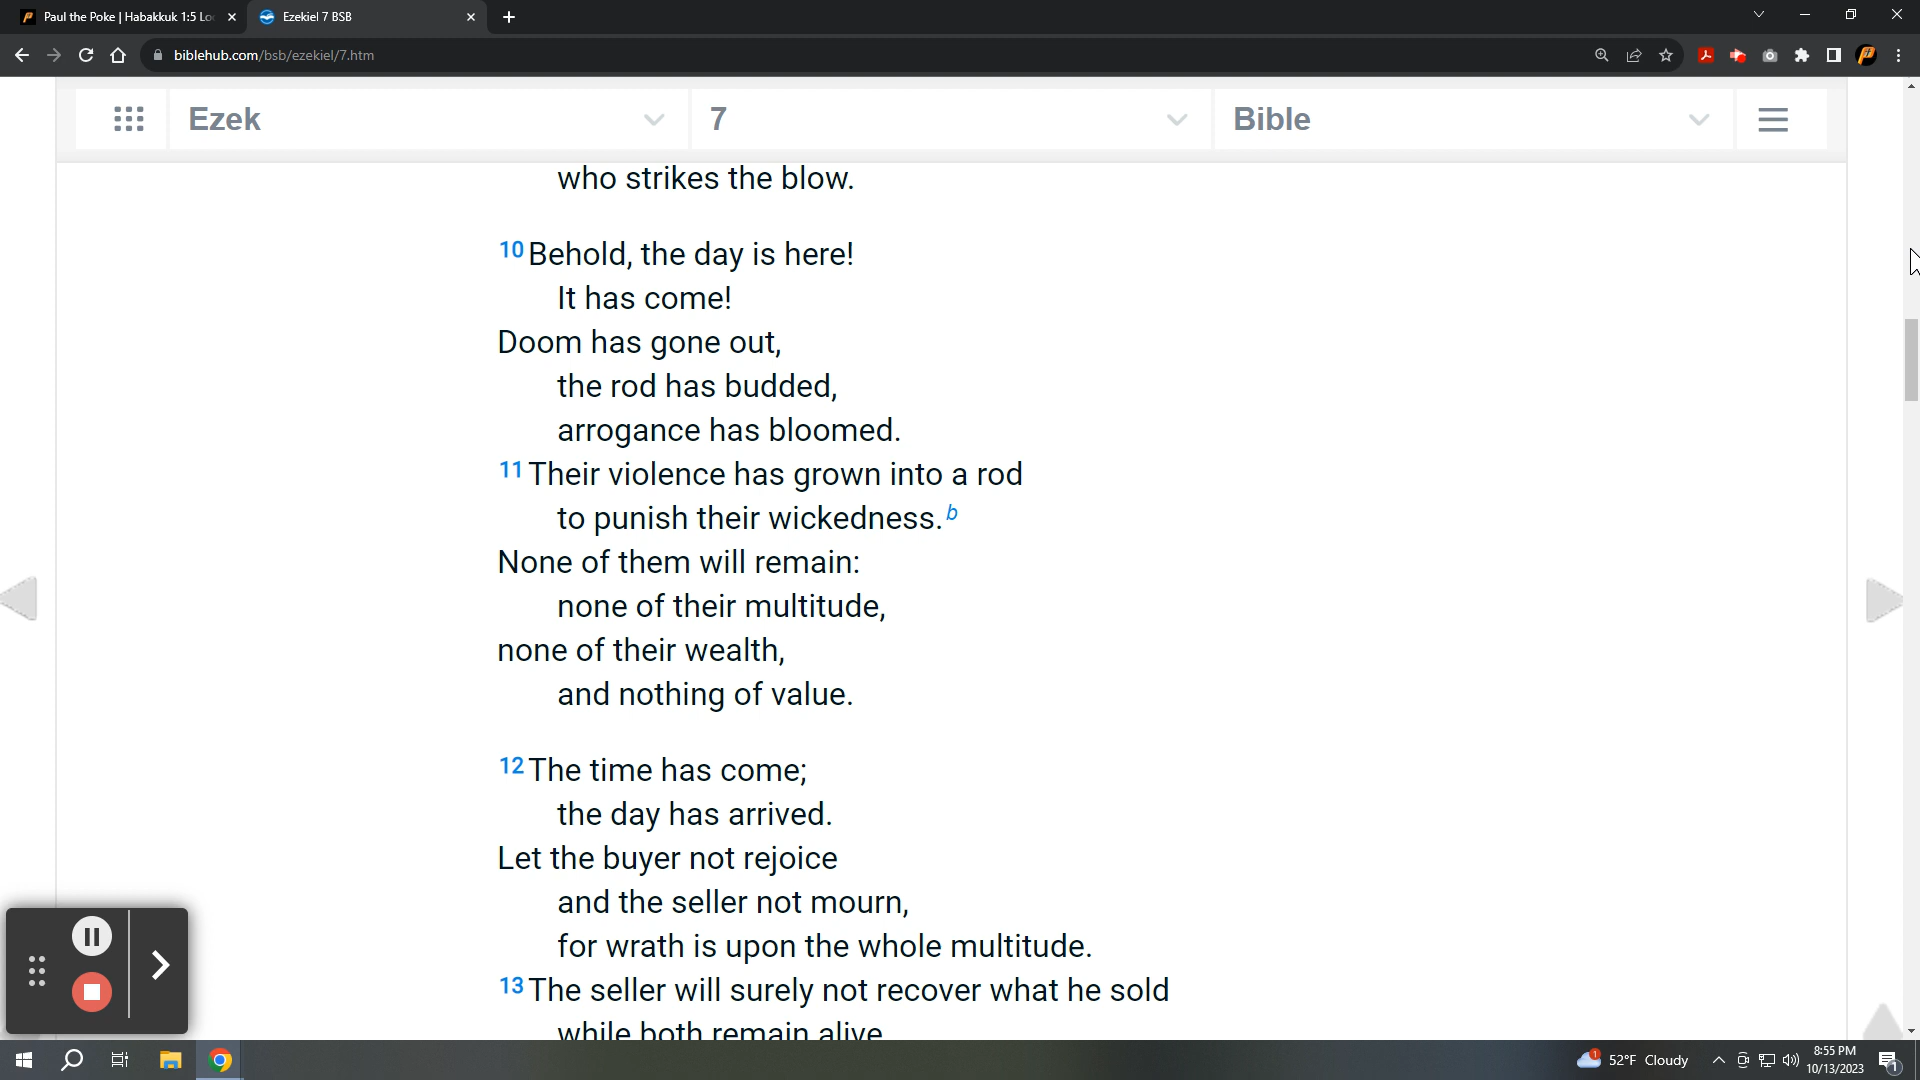 Paul the Poke | Habakkuk 1:5 Lo
Ezekiel 7 BSB
biblehub.com/bsb/ezekiel/7.htm
Ezek
7
Bible
who strikes the blow.
10 Behold, the day is here!
It has come!
Doom has gone out,
the rod has budded,
arrogance has bloomed.
11 Their violence has grown into a rod
to punish their wickedness. b
None of them will remain:
none of their multitude,
none of their wealth,
and nothing of value.
12 The time has come;
the day has arrived.
Let the buyer not rejoice
and the seller not mourn,
for wrath is upon the whole multitude.
13 The seller will surely not recover what he sold
while both remain alive
1
52°F Cloudy
8:55 PM
10/13/2023
1